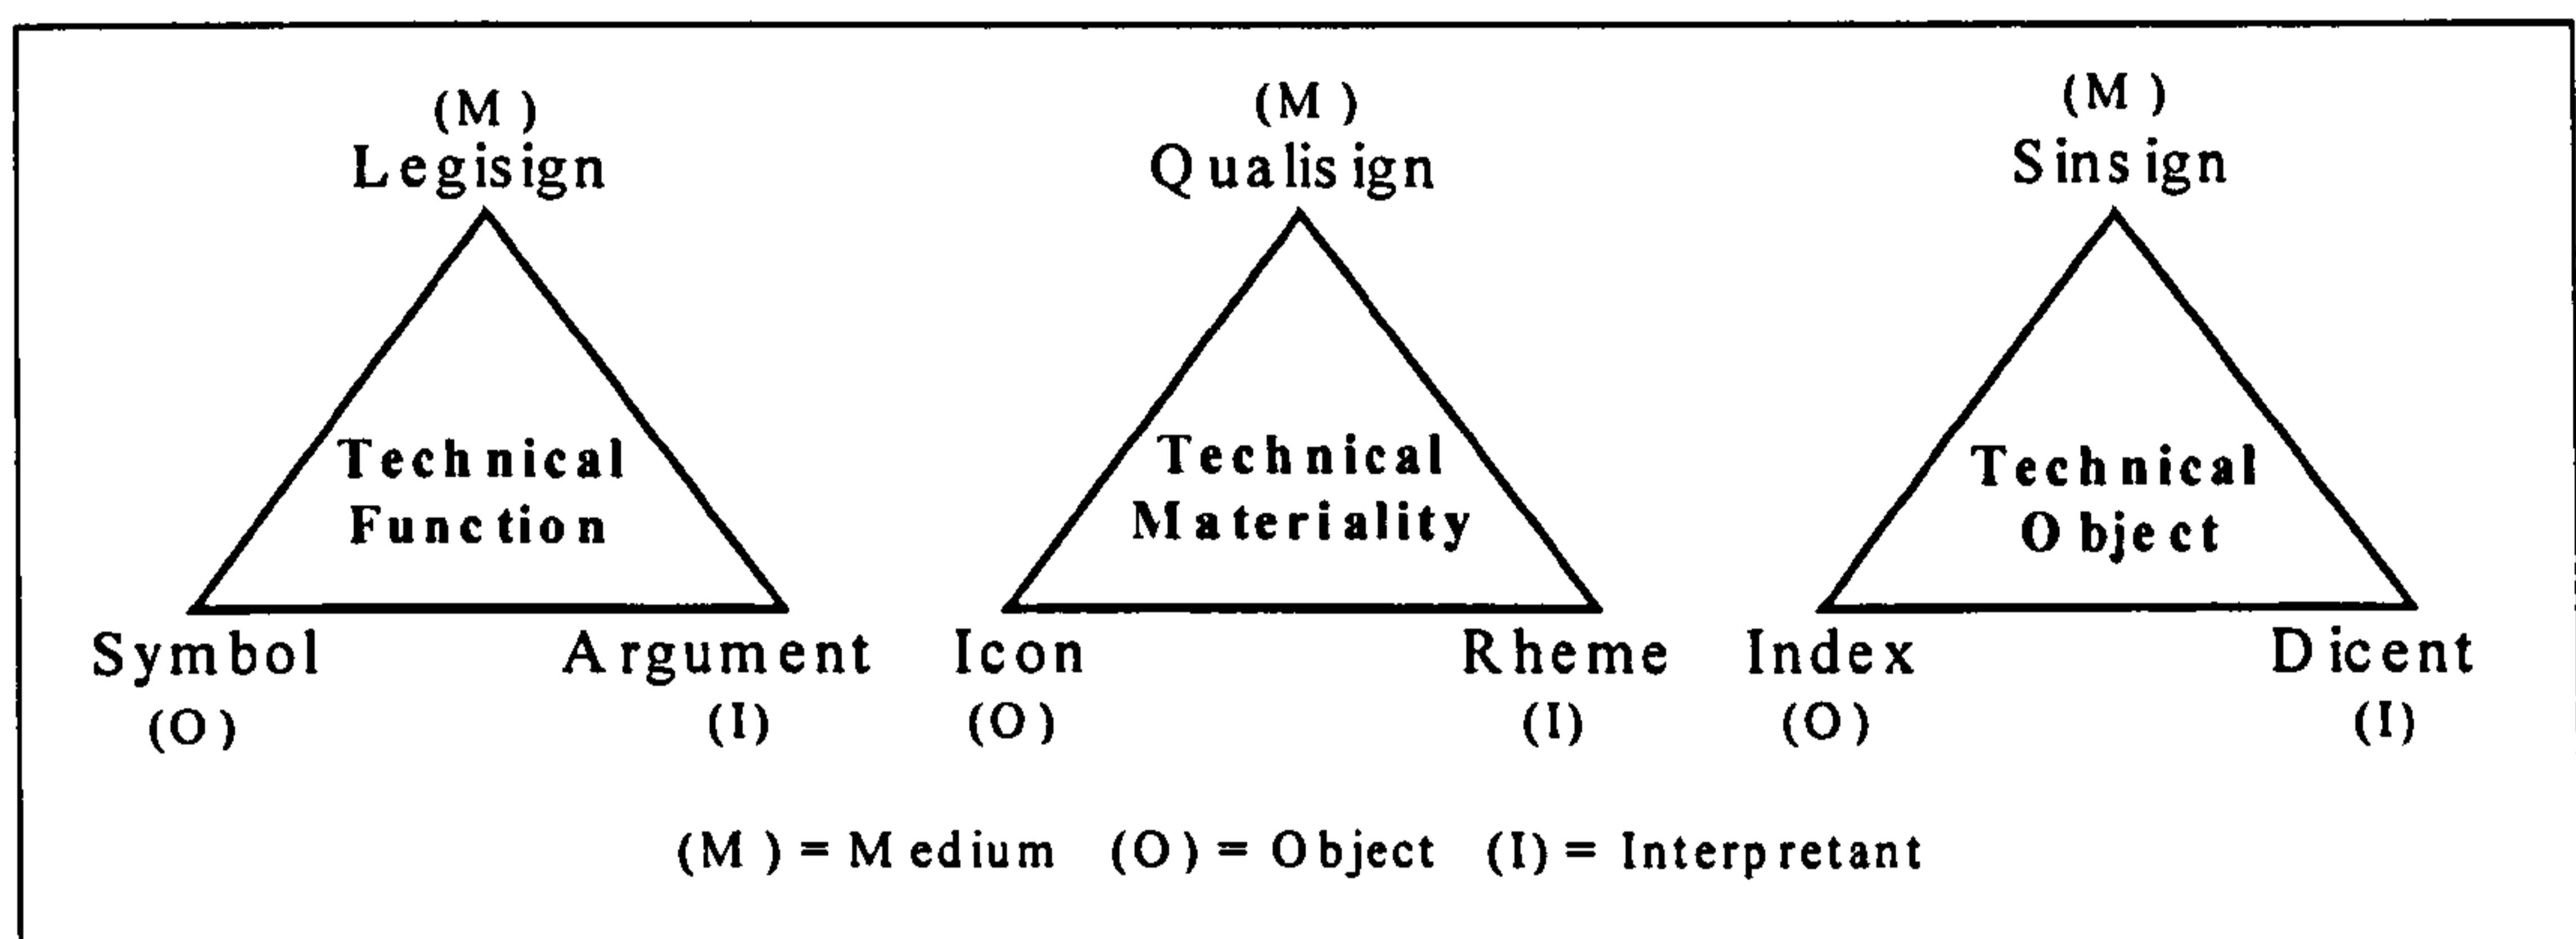 (M) (M) (M)
Legisign Qualisign Sinsign
Technical Technical Technical
Function Materiality Object
Symbol Argument Icon Rheme Index Dicent
(O) (I) (O) (I) (O) (I)
(M) = Medium (O) = Object (I) = Interpretant